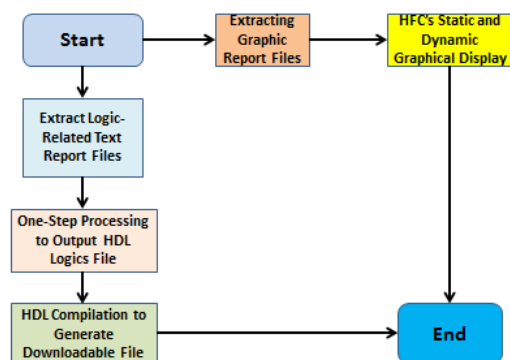 Start
Extracting
Graphic
Report Files
HFC's Static and
Dynamic
Graphical Display
Extract Logic-
Related Text
Report Files
One-Step Processing
to Output HDL
Logics File
HDL Compilation to
Generate
Downloadable File
End